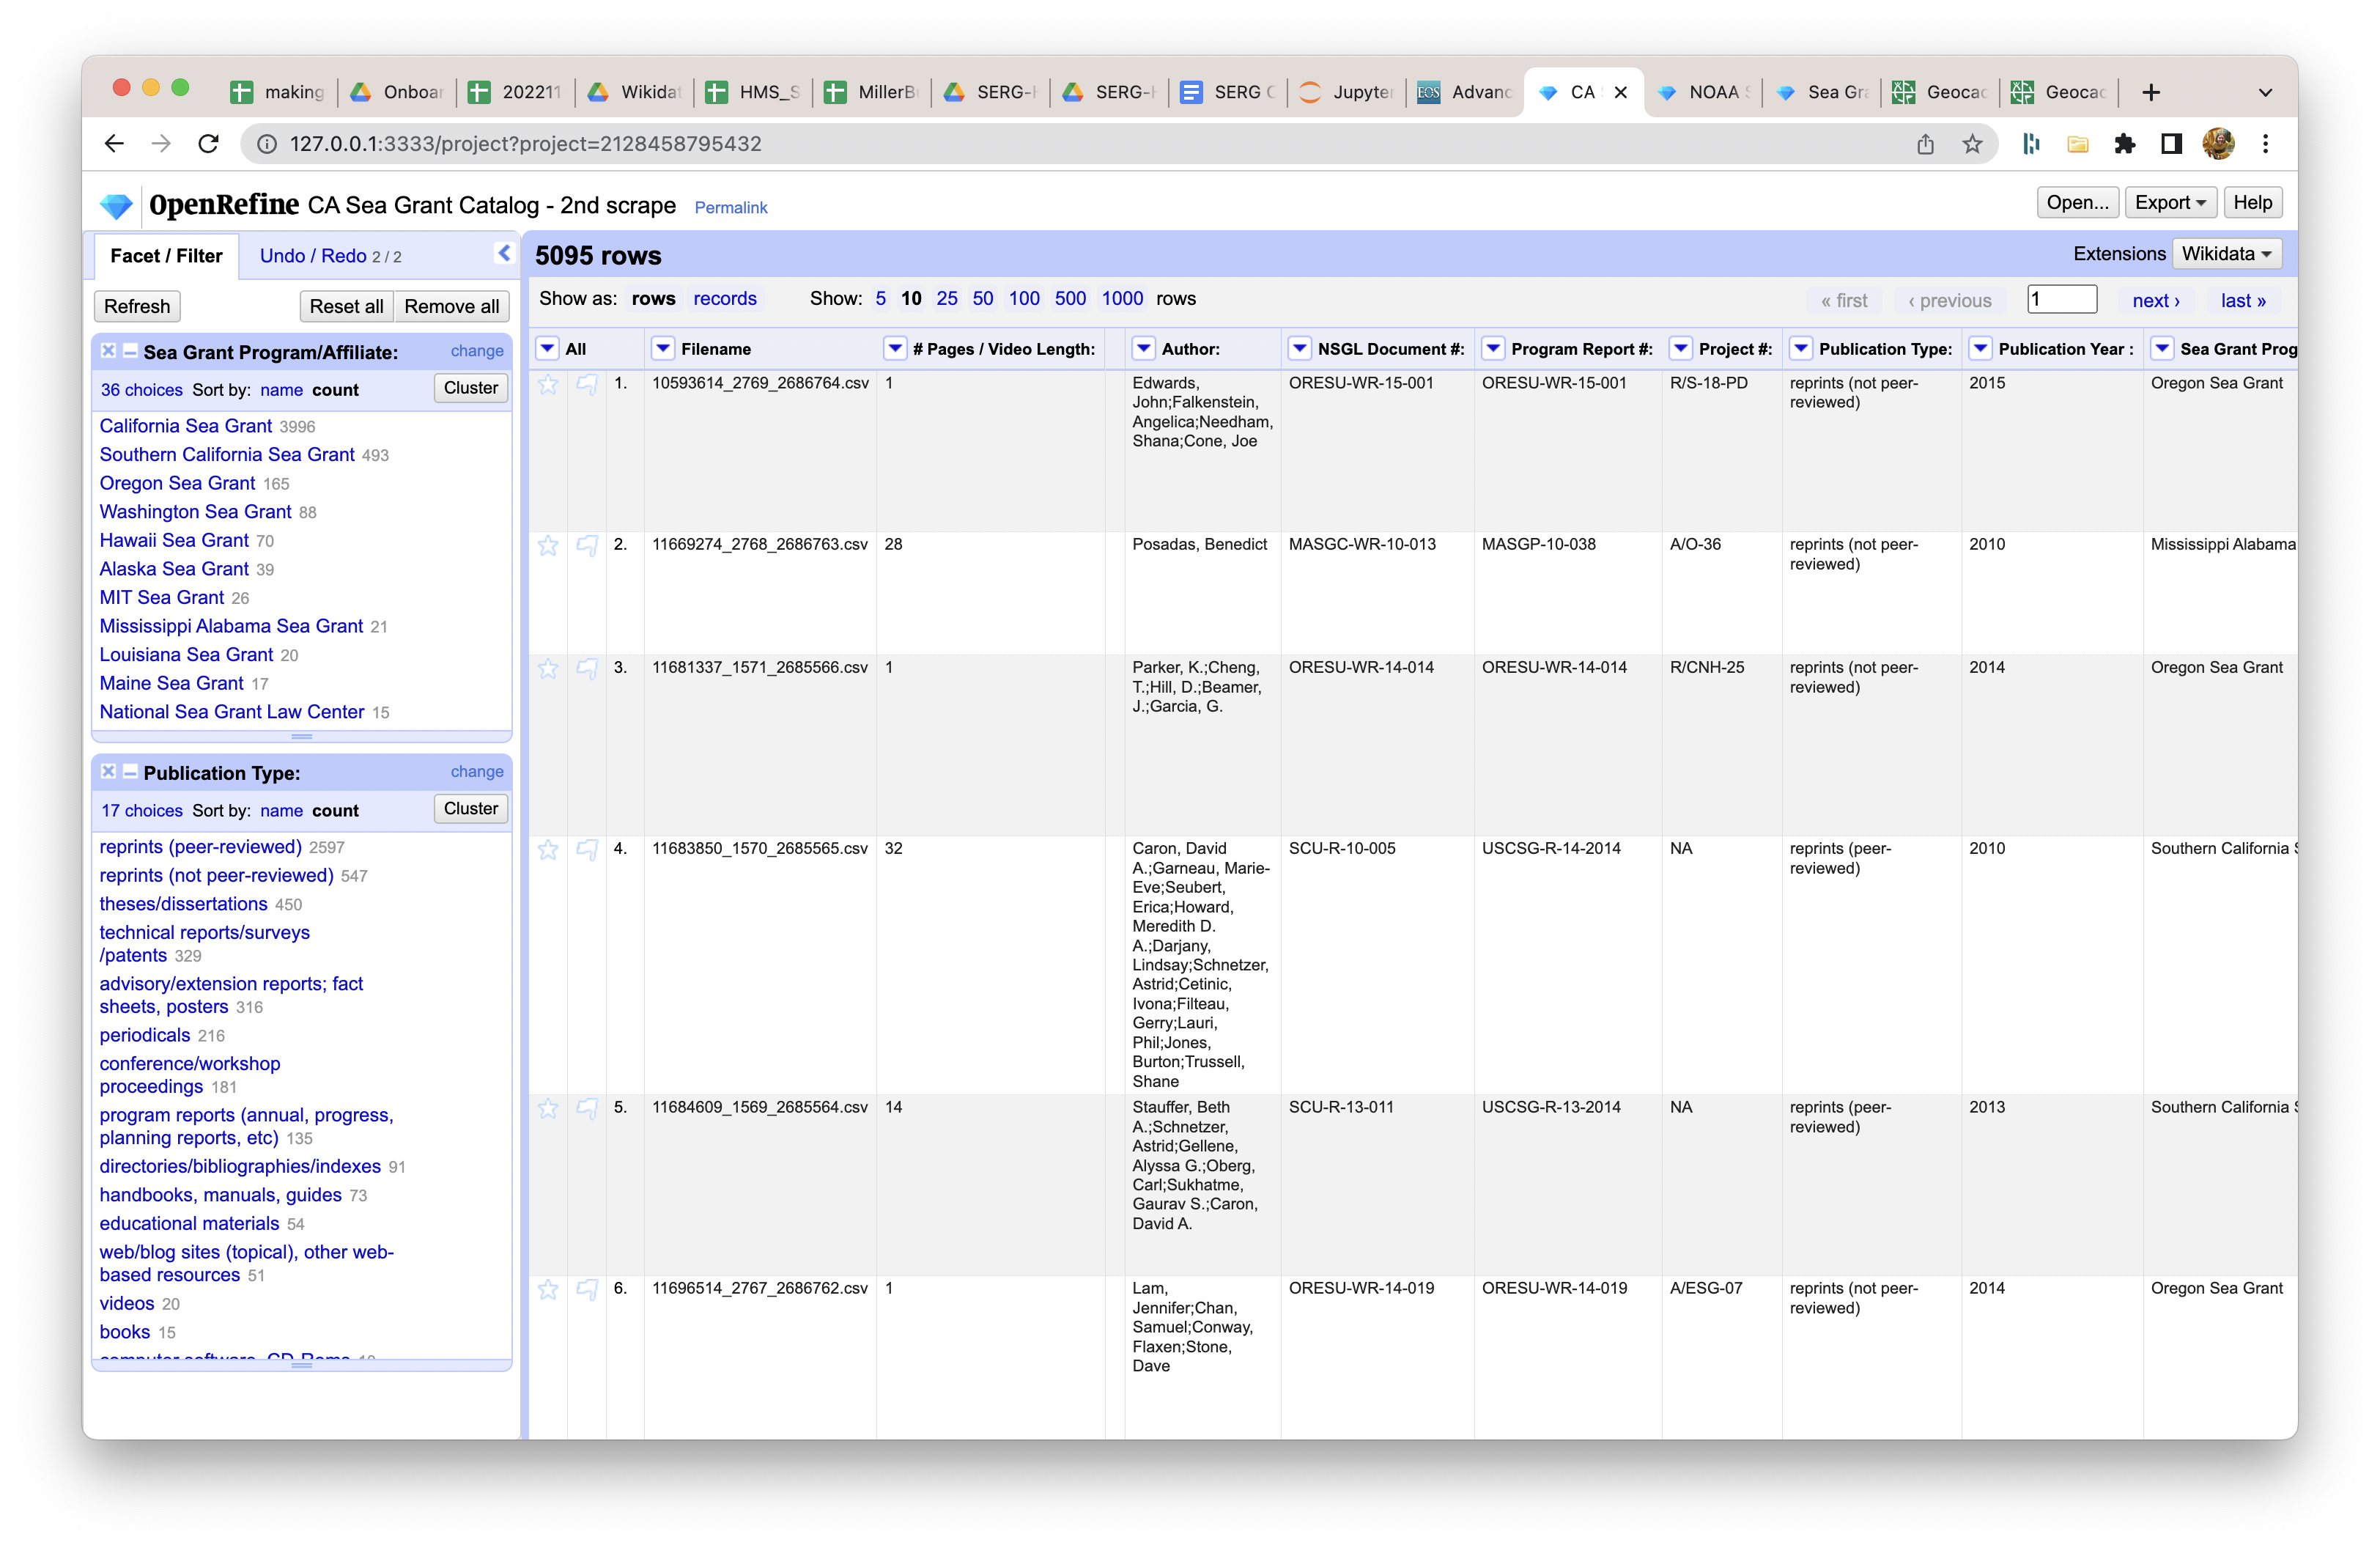 making
Onboar
202211
Wikidat
HMS_S
MillerB
SERG-H
SERG-H
SERG C
Jupyter
EOS Advanc
CA
NOAA S
Sea Gra
Geocac
Geocac
127.0.0.1:3333/project?project=2128458795432
OpenRefine CA Sea Grant Catalog - 2nd scrape Permalink
Open... Export Help
Facet / Filter Undo / Redo 2 / 2
5095 rows
Extensions Wikidata
Refresh Reset all Remove all
Show as: rows records Show: 5 10 25 50 100 500 1000 rows
« first ‹ previous 1 next › last »
Sea Grant Program/Affiliate: change
36 choices Sort by: name count Cluster
California Sea Grant 3996
Southern California Sea Grant 493
Oregon Sea Grant 165
Washington Sea Grant 88
Hawaii Sea Grant 70
Alaska Sea Grant 39
MIT Sea Grant 26
Mississippi Alabama Sea Grant 21
Louisiana Sea Grant 20
Maine Sea Grant 17
National Sea Grant Law Center 15
Publication Type: change
17 choices Sort by: name count Cluster
reprints (peer-reviewed) 2597
reprints (not peer-reviewed) 547
theses/dissertations 450
technical reports/surveys
/patents 329
advisory/extension reports; fact
sheets, posters 316
periodicals 216
conference/workshop
proceedings 181
program reports (annual, progress,
planning reports, etc) 135
directories/bibliographies/indexes 91
handbooks, manuals, guides 73
educational materials 54
web/blog sites (topical), other web-
based resources 51
videos 20
books 15
All Filename # Pages / Video Length: Author: NSGL Document #: Program Report #: Project #: Publication Type: Publication Year : Sea Grant Prog
1. 10593614_2769_2686764.csv 1 Edwards, ORESU-WR-15-001 ORESU-WR-15-001 R/S-18-PD reprints (not peer- 2015 Oregon Sea Grant
John;Falkenstein, reviewed)
Angelica;Needham,
Shana;Cone, Joe
2. 11669274_2768_2686763.csv 28 Posadas, Benedict MASGC-WR-10-013 MASGP-10-038 A/O-36 reprints (not peer- 2010 Mississippi Alabama
reviewed)
3. 11681337_1571_2685566.csv 1 Parker, K.;Cheng, ORESU-WR-14-014 ORESU-WR-14-014 R/CNH-25 reprints (not peer- 2014 Oregon Sea Grant
T.;Hill, D.;Beamer, reviewed)
J.;Garcia, G.
4. 11683850_1570_2685565.csv 32 Caron, David SCU-R-10-005 USCSG-R-14-2014 NA reprints (peer- 2010 Southern California S
A.;Garneau, Marie- reviewed)
Eve;Seubert,
Erica;Howard,
Meredith D.
A.;Darjany,
Lindsay;Schnetzer,
Astrid;Cetinic,
Ivona;Filteau,
Gerry;Lauri,
Phil;Jones,
Burton;Trussell,
Shane
5. 11684609_1569_2685564.csv 14 Stauffer, Beth SCU-R-13-011 USCSG-R-13-2014 NA reprints (peer- 2013 Southern California S
A.;Schnetzer, reviewed)
Astrid;Gellene,
Alyssa G.;Oberg,
Carl;Sukhatme,
Gaurav S.;Caron,
David A.
6. 11696514_2767_2686762.csv 1 Lam, ORESU-WR-14-019 ORESU-WR-14-019 A/ESG-07 reprints (not peer- 2014 Oregon Sea Grant
Jennifer;Chan, reviewed)
Samuel;Conway,
Flaxen;Stone,
Dave